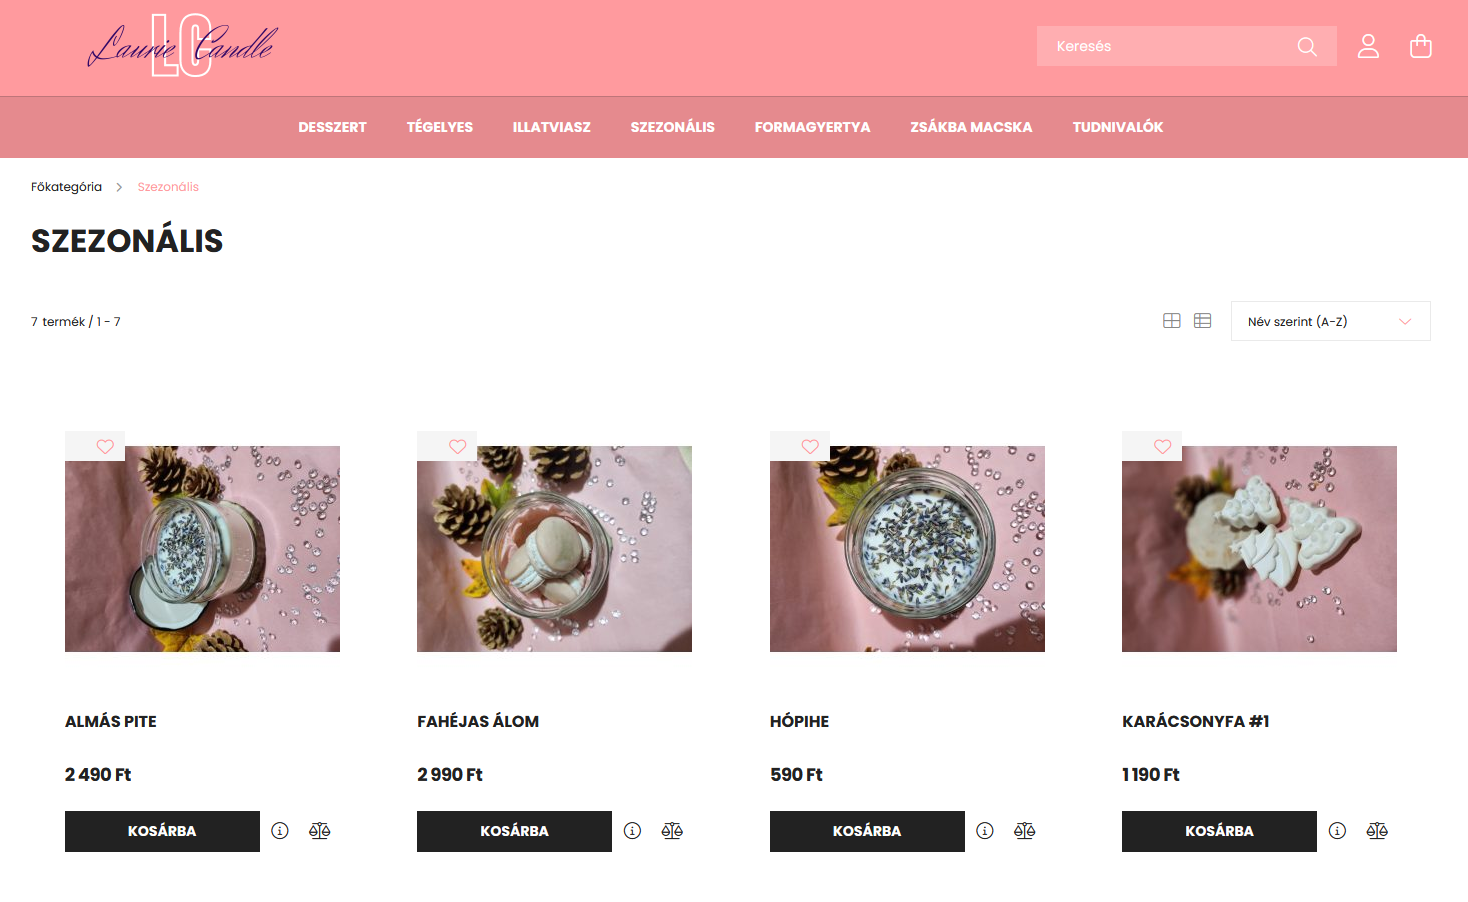 LC
Laurie Candle
Keresés
DESSZERT TÉGELYES ILLATVIASZ SZEZONÁLIS FORMAGYERTYA ZSÁKBA MACSKA TUDNIVALÓK
Főkategória Szezonális
SZEZONÁLIS
7 termék / 1 - 7
Név szerint (A-Z)
ALMÁS PITE FAHÉJAS ÁLOM HÓPIHE KARÁCSONYFA #1
2 490 Ft 2 990 Ft 590 Ft 1 190 Ft
KOSÁRBA KOSÁRBA KOSÁRBA KOSÁRBA